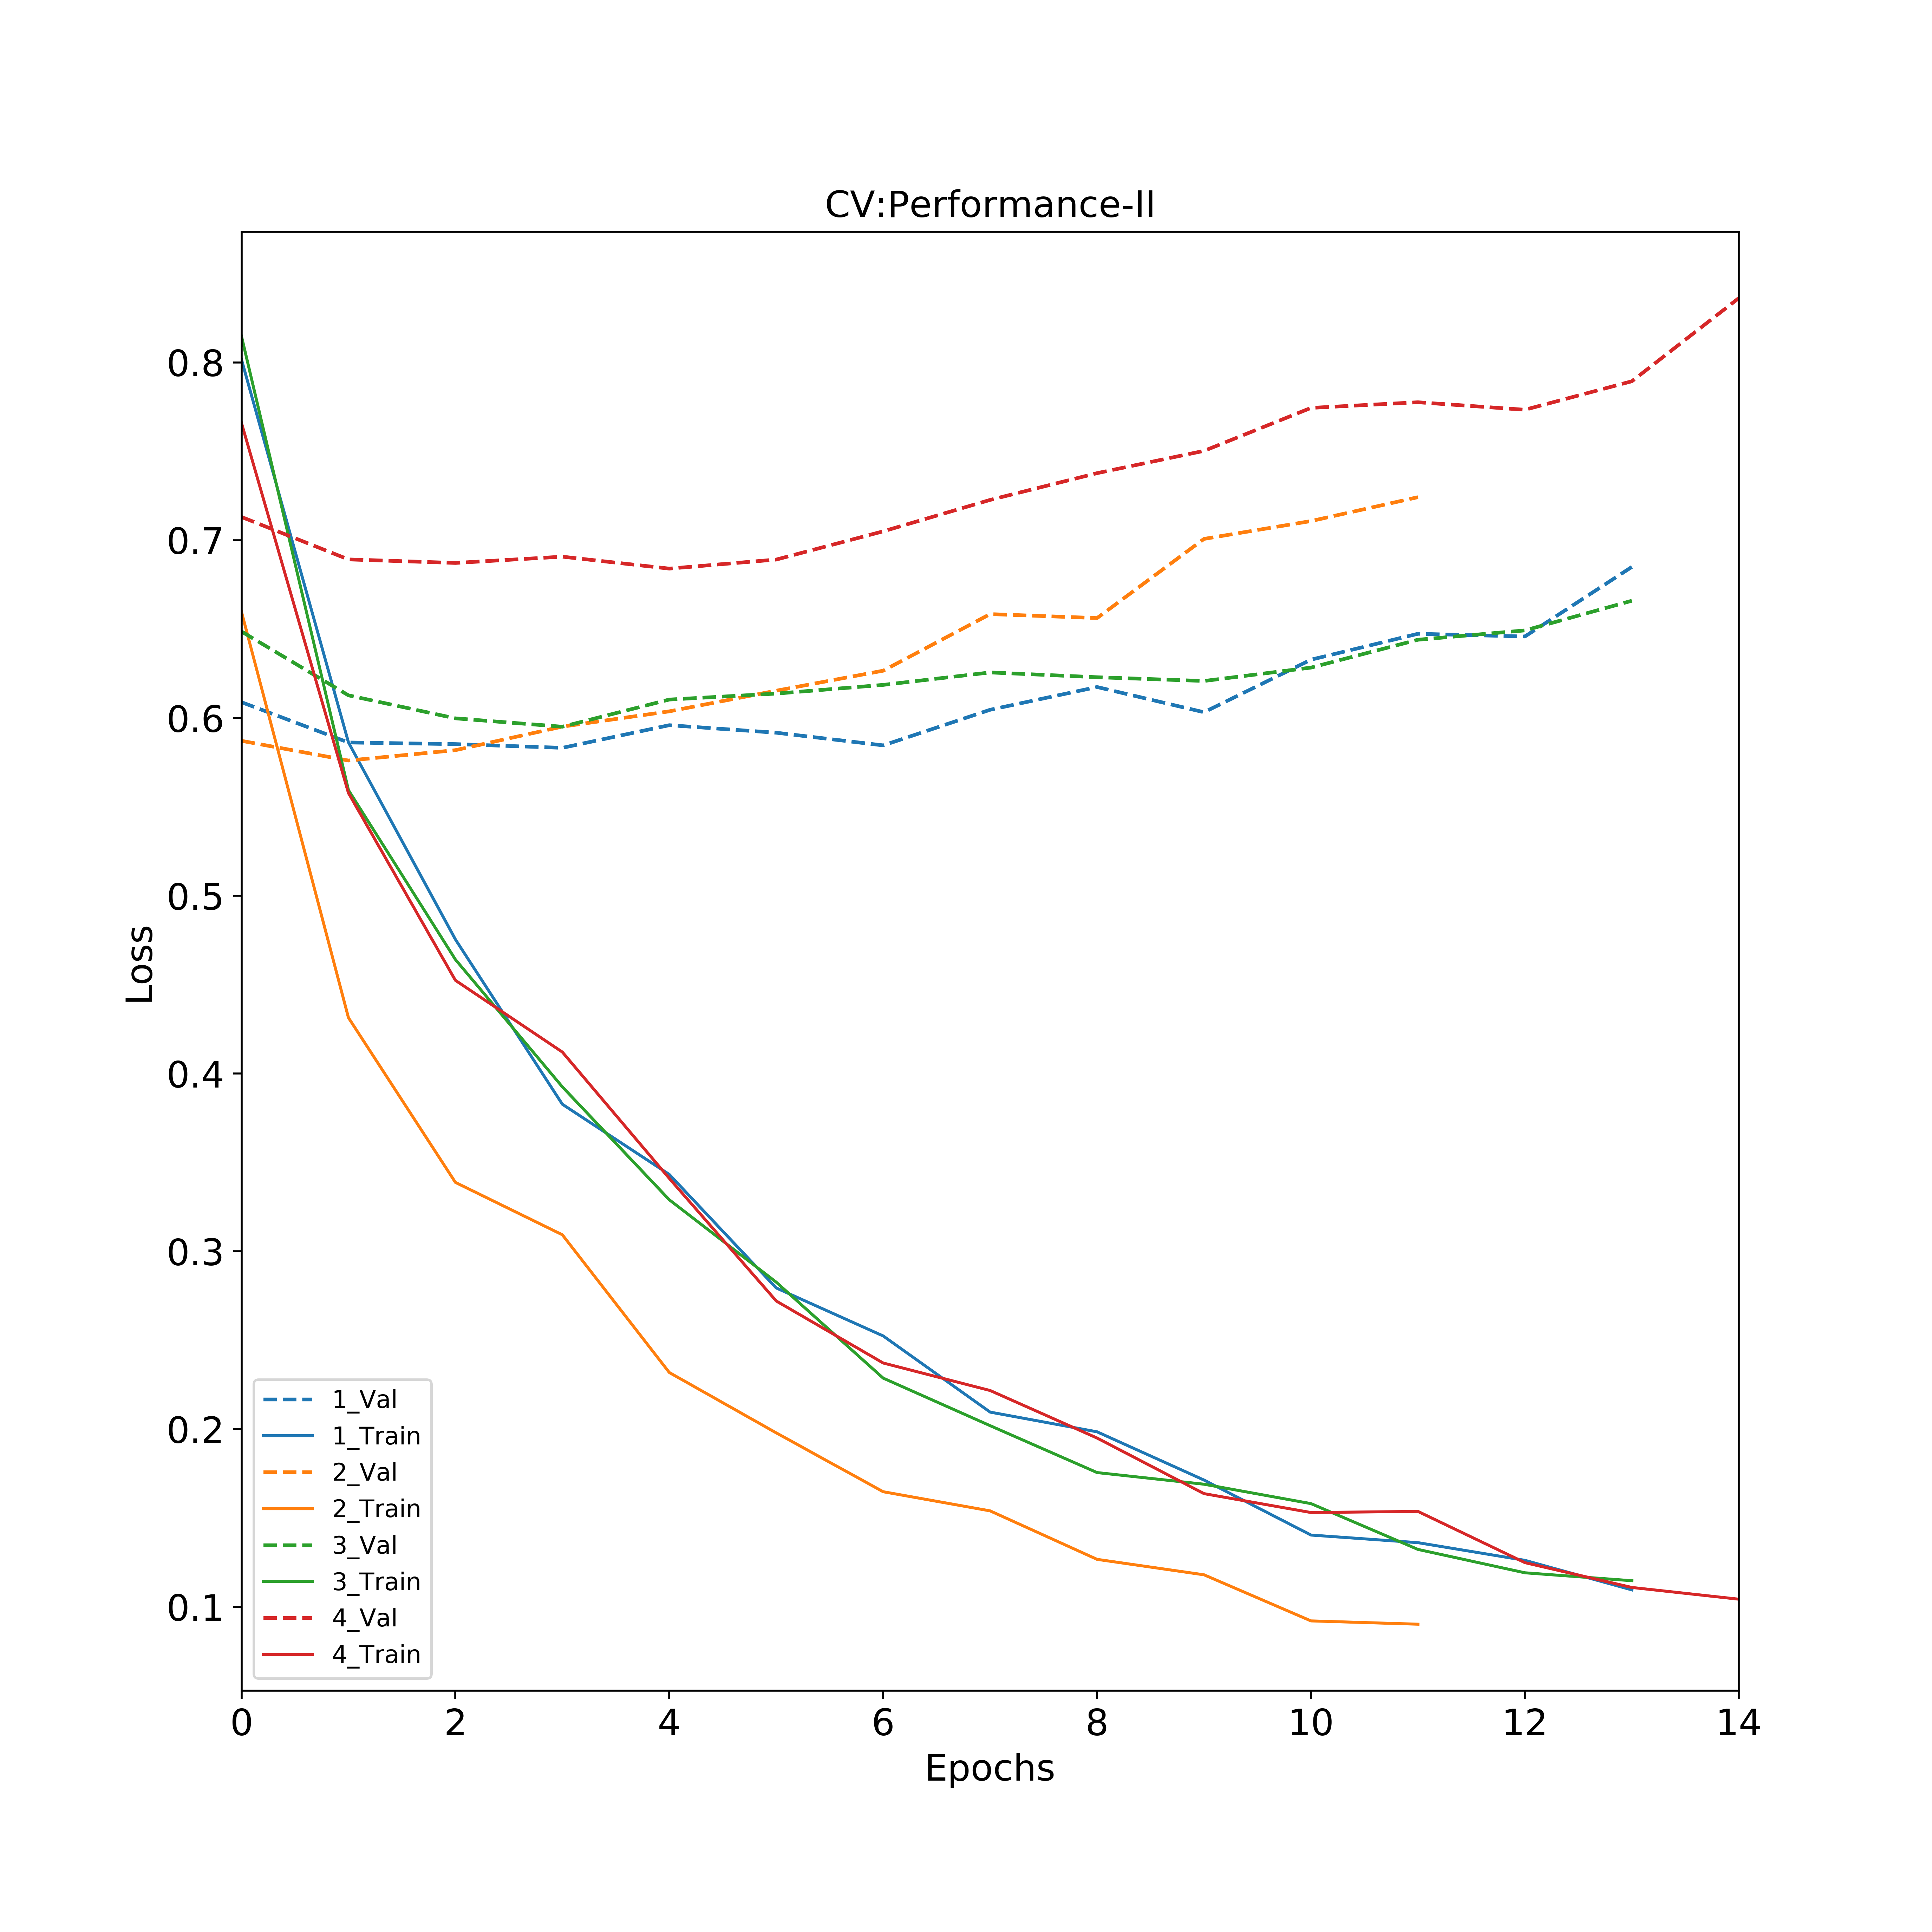 CV:Performance-II
0.8
0.7
0.6
0.5
0.4
0.3
0.2
0.1
Loss
1_Val
1_Train
2_Val
2_Train
3_Val
3_Train
4_Val
4_Train
0 2 4 6 8 10 12 14
Epochs